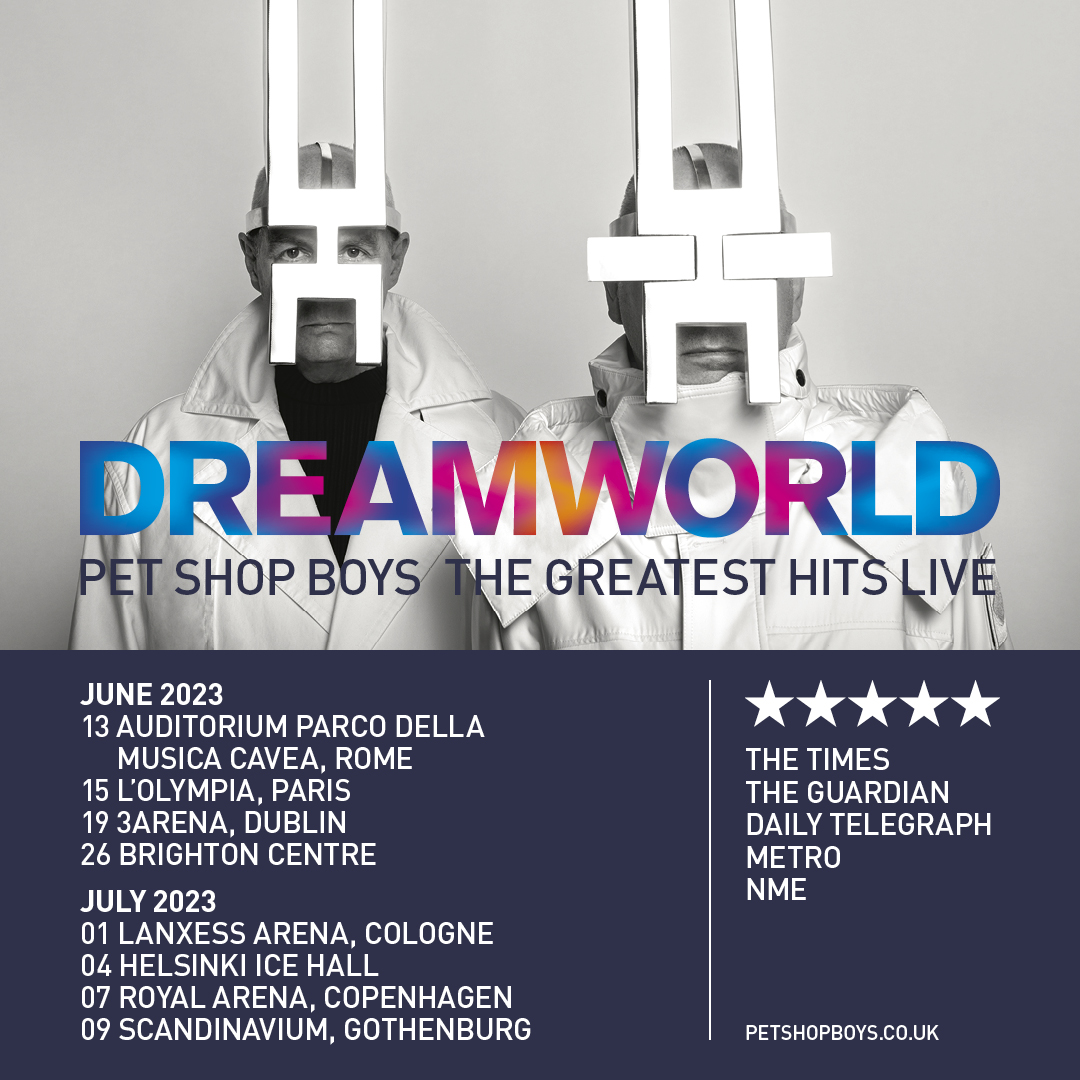 DREAMWORLD
PET SHOP BOYS THE GREATEST HITS LIVE
JUNE 2023
13 AUDITORIUM PARCO DELLA
MUSICA CAVEA, ROME
15 L’OLYMPIA, PARIS
19 3ARENA, DUBLIN
26 BRIGHTON CENTRE
JULY 2023
01 LANXESS ARENA, COLOGNE
04 HELSINKI ICE HALL
07 ROYAL ARENA, COPENHAGEN
09 SCANDINAVIUM, GOTHENBURG
THE TIMES
THE GUARDIAN
DAILY TELEGRAPH
METRO
NME
PETSHOPBOYS.CO.UK